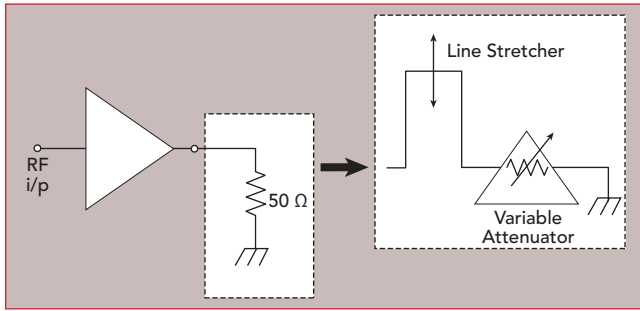 Line Stretcher
RF
i/p
50 Ω
Variable
Attenuator